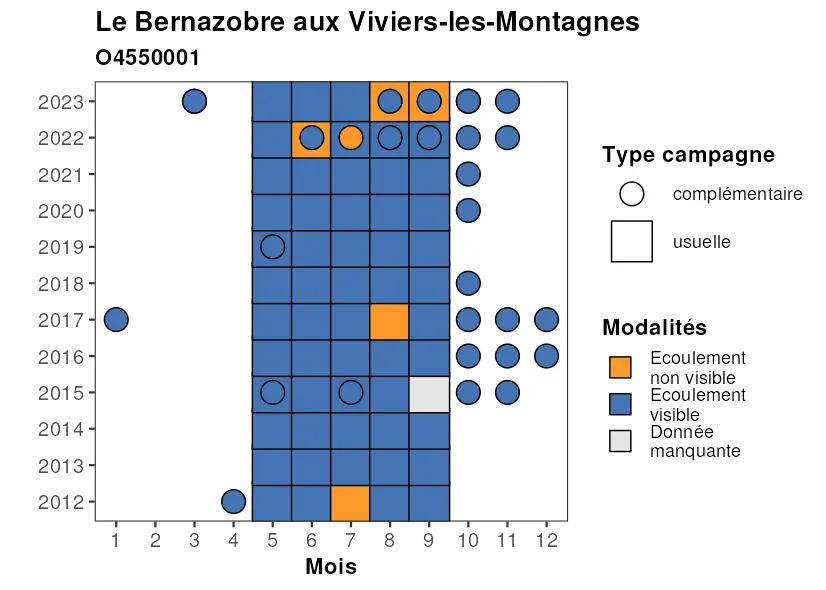 Le Bernazobre aux Viviers-les-Montagnes
O4550001
2023
2022
2021
2020
2019
2018
2017
2016
2015
2014
2013
2012
1 2 3 4 5 6 7 8 9 10 11 12
Mois
Type campagne
complémentaire
usuelle
Modalités
Ecoulement
non visible
Ecoulement
visible
Donnée
manquante